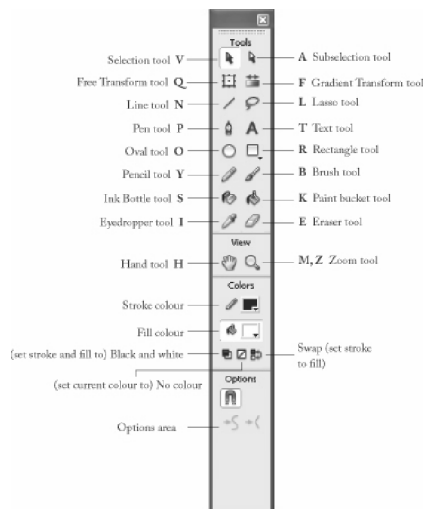 Tools
Selection tool V
A Subselection tool
Free Transform tool Q
F Gradient Transform tool
Line tool N
L Lasso tool
Pen tool P
A
T Text tool
Oval tool O
R Rectangle tool
Pencil tool Y
B Brush tool
Ink Bottle tool S
K Paint bucket tool
Eyedropper tool I
E Eraser tool
View
Hand tool H
M, Z Zoom tool
Colors
Stroke colour
Fill colour
(set stroke and fill to) Black and white
Swap (set stroke
to fill)
(set current colour to) No colour
Options
Options area